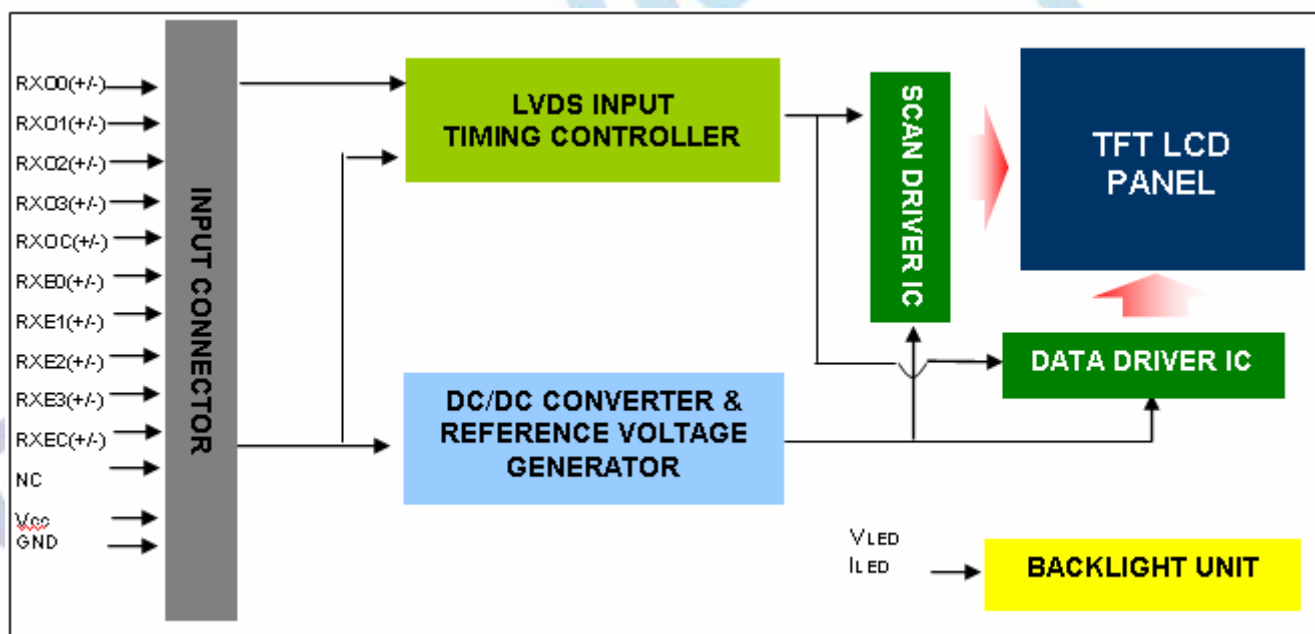 RXO0(+/-)
RXO1(+/-)
RXO2(+/-)
RXO3(+/-)
RXOC(+/-)
RXE0(+/-)
RXE1(+/-)
RXE2(+/-)
RXE3(+/-)
RXEC(+/-)
NC
Vcc
GND
INPUT CONNECTOR
LVDS INPUT
TIMING CONTROLLER
DC/DC CONVERTER &
REFERENCE VOLTAGE
GENERATOR
SCAN DRIVER IC
TFT LCD
PANEL
DATA DRIVER IC
VLED
ILED
BACKLIGHT UNIT